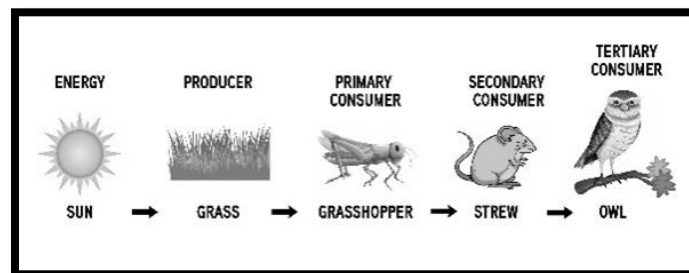 TERTIARY
ENERGY PRODUCER PRIMARY SECONDARY CONSUMER
CONSUMER CONSUMER
SUN → GRASS → GRASSHOPPER → STREW → OWL